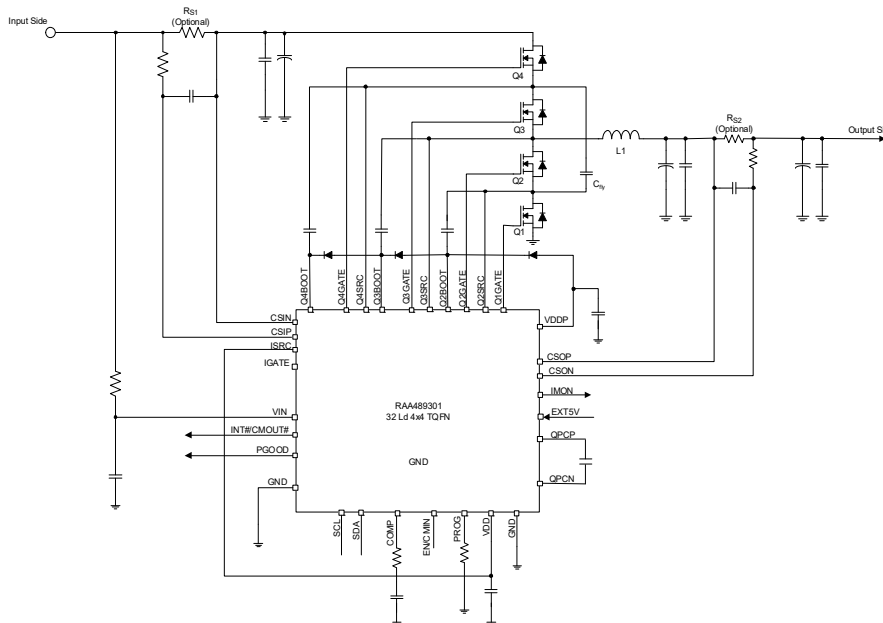 Input Side
RS1
(Optional)
Q4
Q3
Q2
Q1
L1
Cfly
RS2
(Optional)
Output S
Q4BOOT
Q4GATE
Q4SRC
Q3BOOT
Q3GATE
Q3SRC
Q2BOOT
Q2GATE
Q2SRC
Q1GATE
CSIN
CSIP
ISRC
IGATE
VIN
INT#/CMOUT#
PGOOD
GND
RAA489301
32 Ld 4x4 TQFN
GND
VDDP
CSOP
CSON
IMON
EXT5V
QPCP
QPCN
SCL
SDA
COMP
EN/CMIN
PROG
VDD
GND